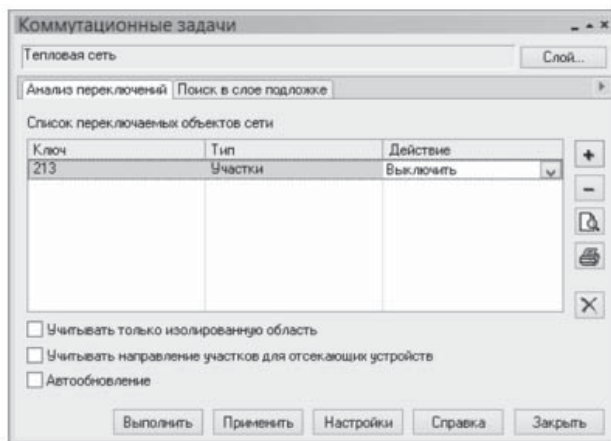 Коммутационные задачи
Тепловая сеть Слой...
Анализ переключений Поиск в слое подложке
Список переключаемых объектов сети
Ключ Тип Действие
213 Участки Выключить
Учитывать только изолированную область
Учитывать направление участков для отсекающих устройств
Автообновление
Выполнить Применить Настройки Справка Закрыть